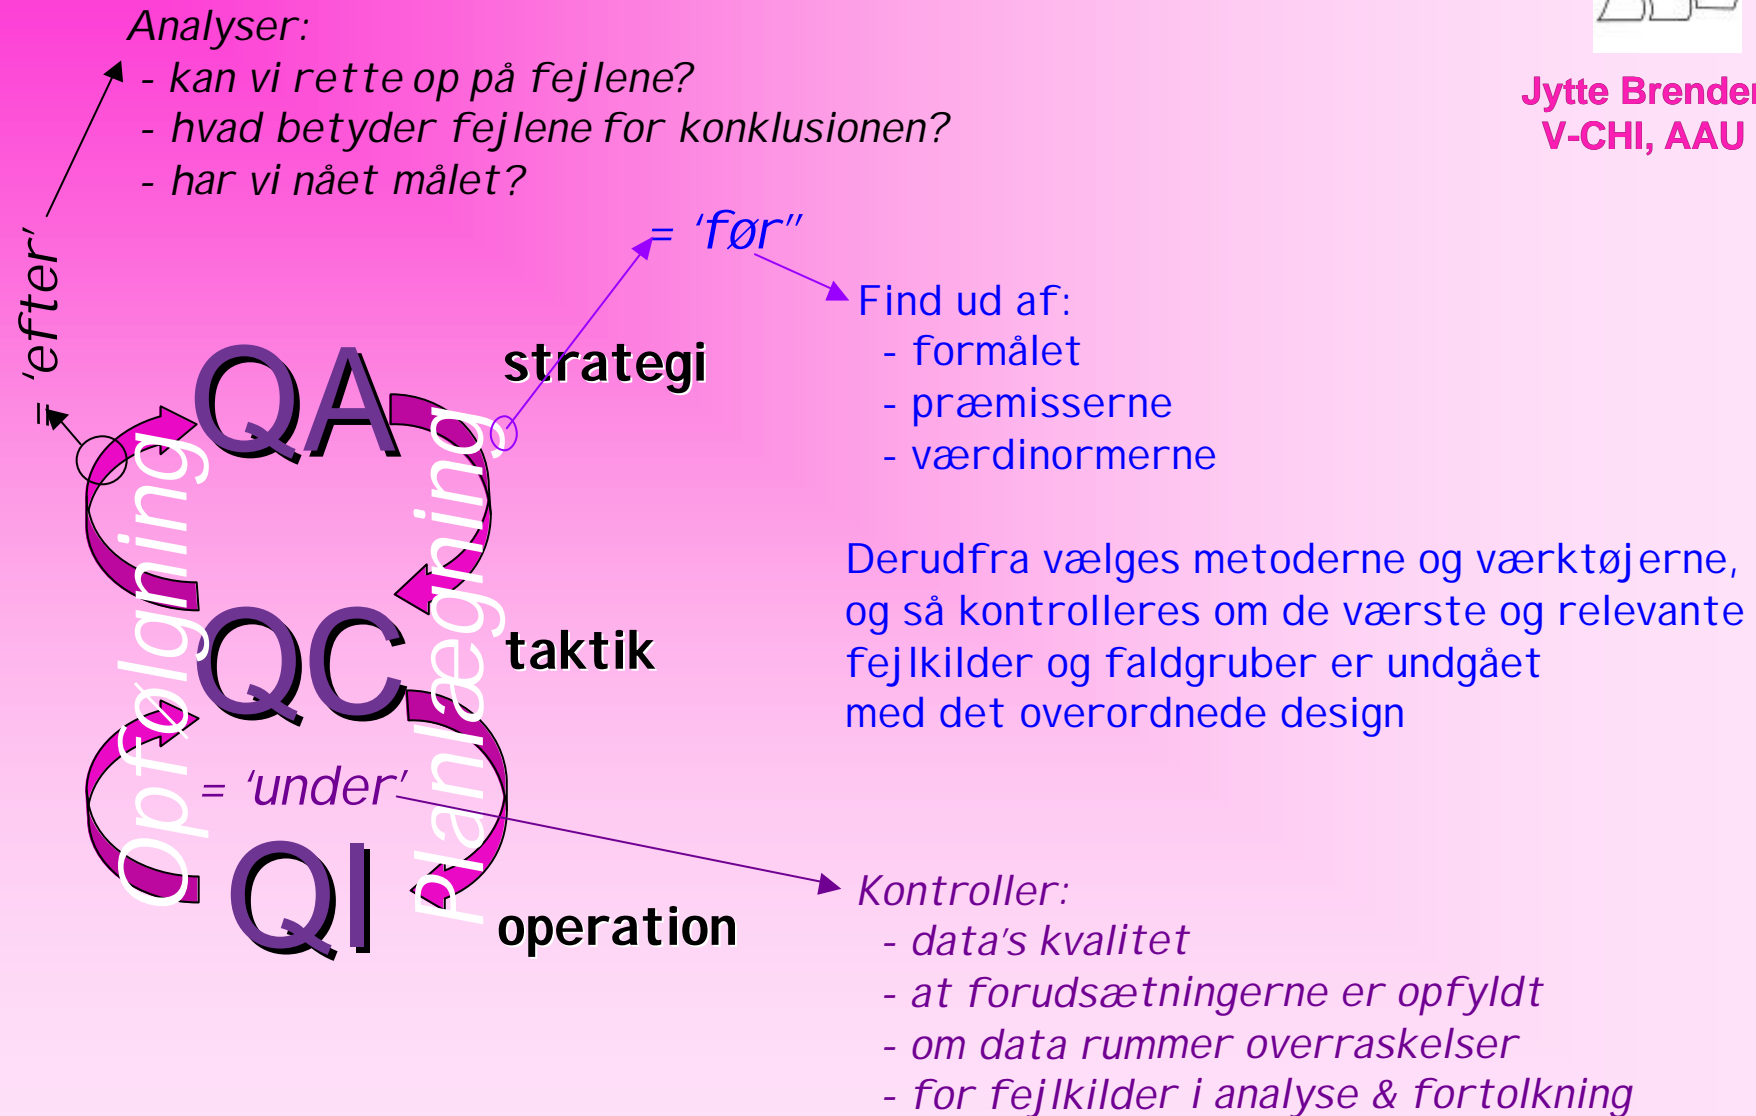 Analyser:
- kan vi rette op på fejlene?
- hvad betyder fejlene for konklusionen?
- har vi nået målet?
Jytte Brender
V-CHI, AAU
= 'efter'
= 'før"
Find ud af:
- formålet
- præmisserne
- værdinormerne
QA
strategi
Opfølgning
Planlægning
Derudfra vælges metoderne og værktøjerne,
og så kontrolleres om de værste og relevante
fejlkilder og faldgruber er undgået
med det overordnede design
QC
taktik
= 'under'
QI
operation
Kontroller:
- data's kvalitet
- at forudsætningerne er opfyldt
- om data rummer overraskelser
- for fejlkilder i analyse & fortolkning